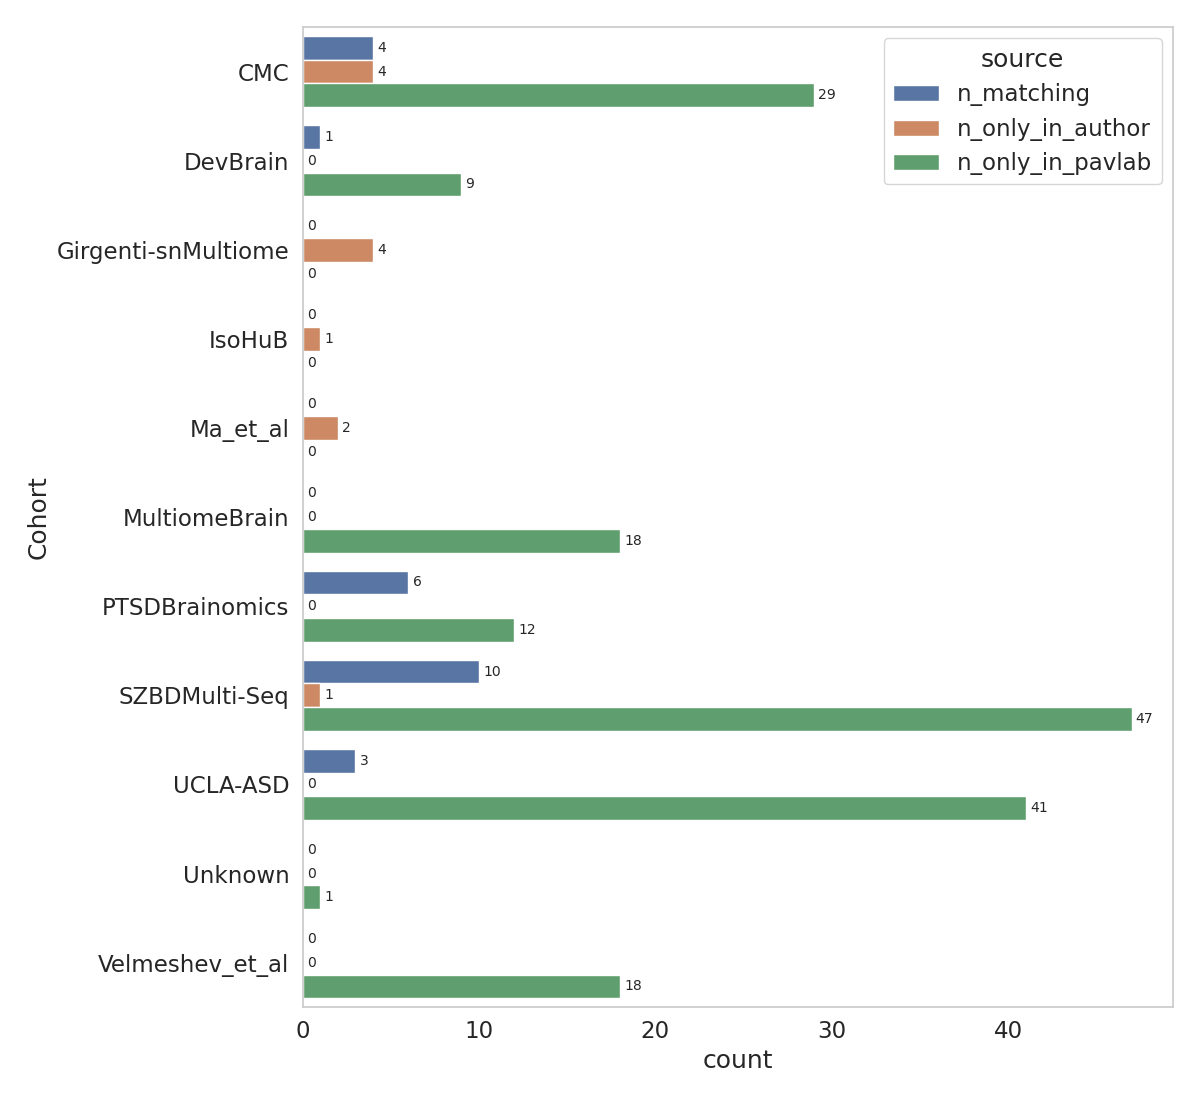 source
n_matching
n_only_in_author
n_only_in_pavlab
Cohort
CMC
4
4
29
DevBrain
1
0
9
Girgenti-snMultiome
0
4
0
IsoHuB
0
1
0
Ma_et_al
0
2
0
MultiomeBrain
0
0
18
PTSDBrainomics
6
0
12
SZBDMulti-Seq
10
1
47
UCLA-ASD
3
0
41
Unknown
0
0
1
Velmeshev_et_al
0
0
18
0 10 20 30 40
count